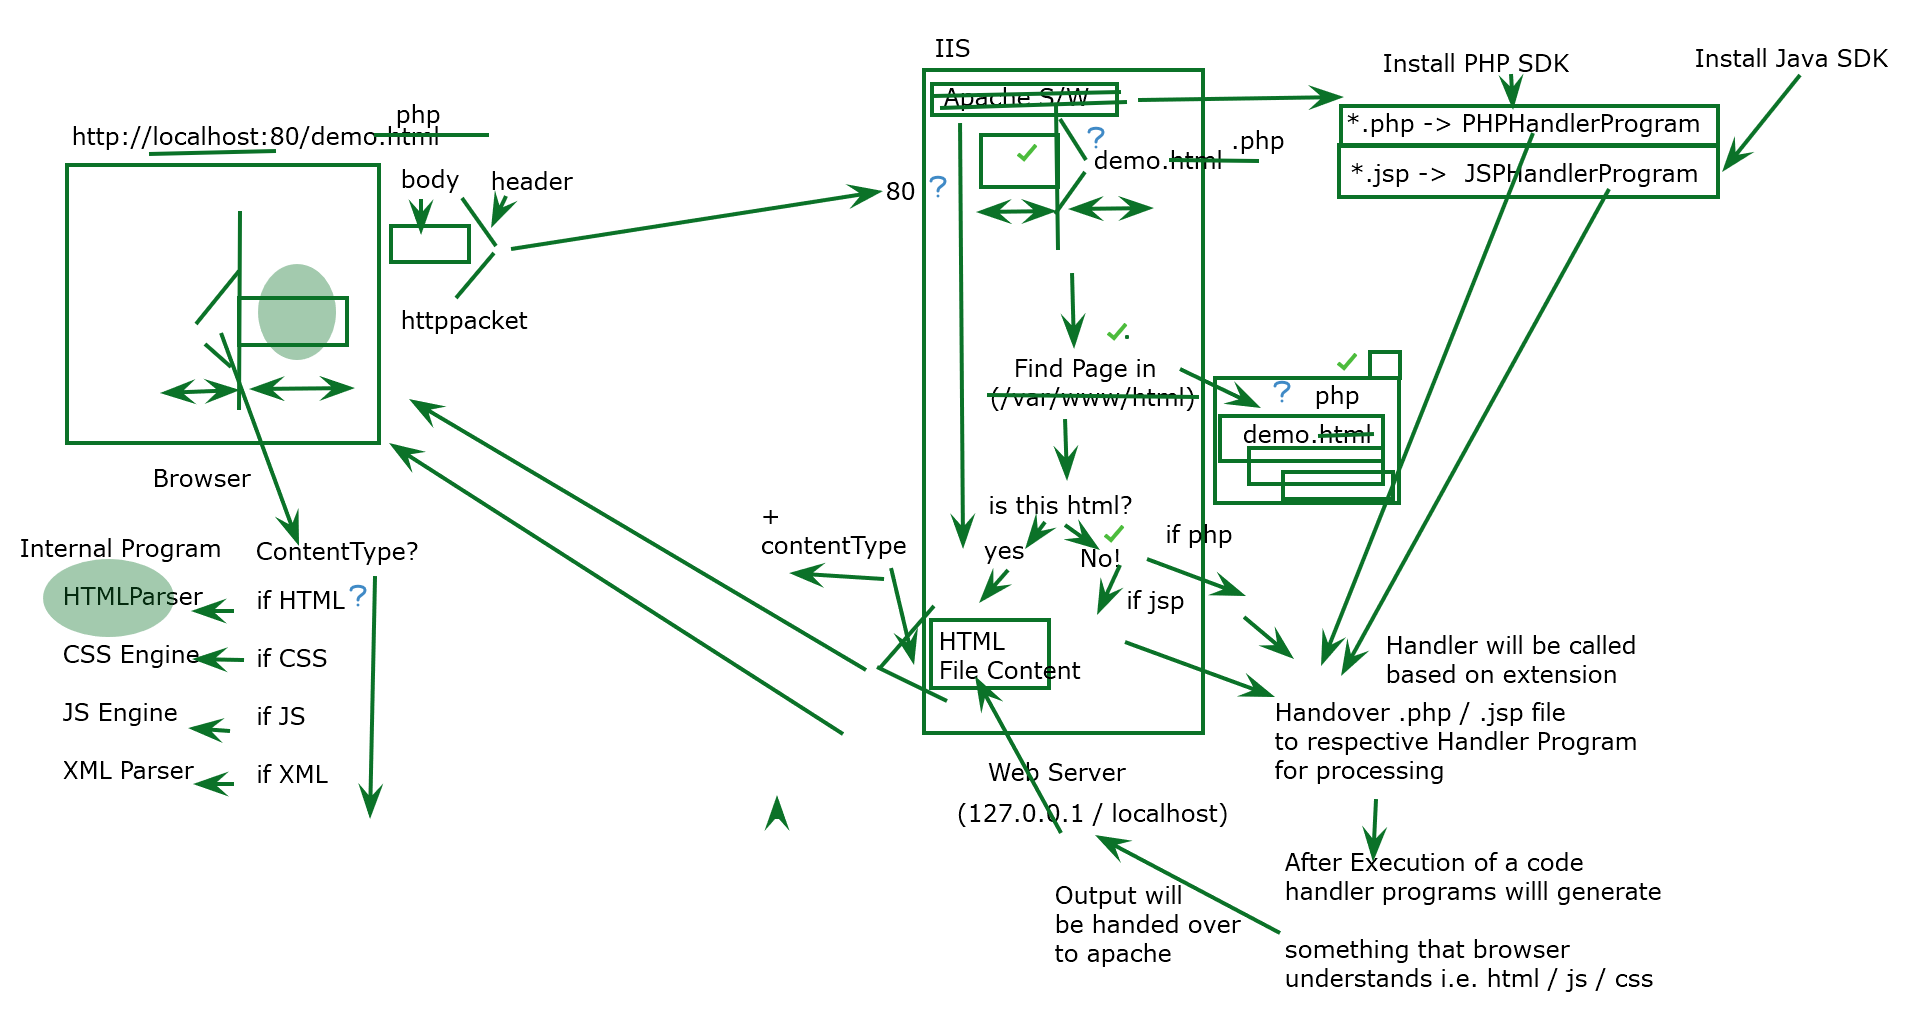 IIS
Install PHP SDK
Install Java SDK
Apache S/W
php
http://localhost:80/demo.html
*.php -> PHPHandlerProgram
*.jsp -> JSPHandlerProgram
?
.php
demo.html
body
header
80 ?
httppacket
Find Page in
(/var/www/html)
? php
demo.html
Browser
is this html?
if php
+
contentType
yes
No!
Internal Program
ContentType?
HTMLParser
if HTML ?
if jsp
CSS Engine
if CSS
HTML
File Content
Handler will be called
based on extension
JS Engine
if JS
Handover .php / .jsp file
to respective Handler Program
for processing
XML Parser
if XML
Web Server
(127.0.0.1 / localhost)
After Execution of a code
handler programs willl generate
something that browser
understands i.e. html / js / css
Output will
be handed over
to apache